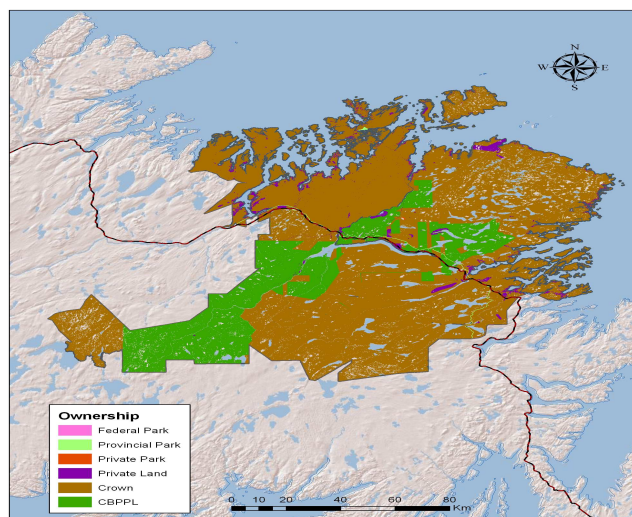 N
W E
S
Ownership
Federal Park
Provincial Park
Private Park
Private Land
Crown
CBPPL
0 10 20 40 60 80
Km